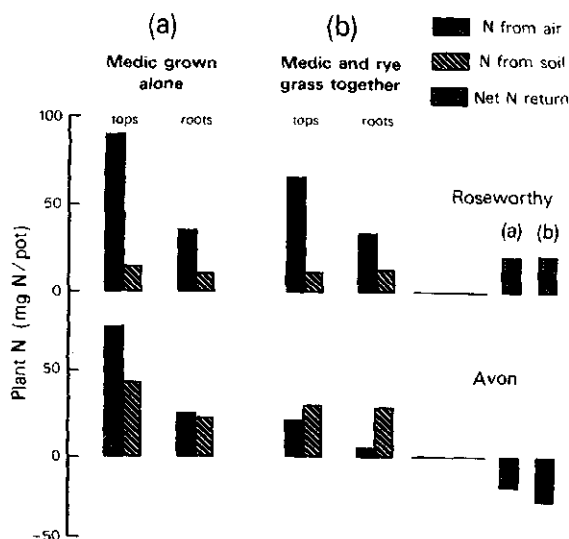 (a)
(b)
N from air
Medic grown
alone
Medic and rye
grass together
N from soil
Net N return
100
tops
roots
tops
roots
Roseworthy
(a)
(b)
50
0
Plant N (mg N/pot)
Avon
50
0
-50